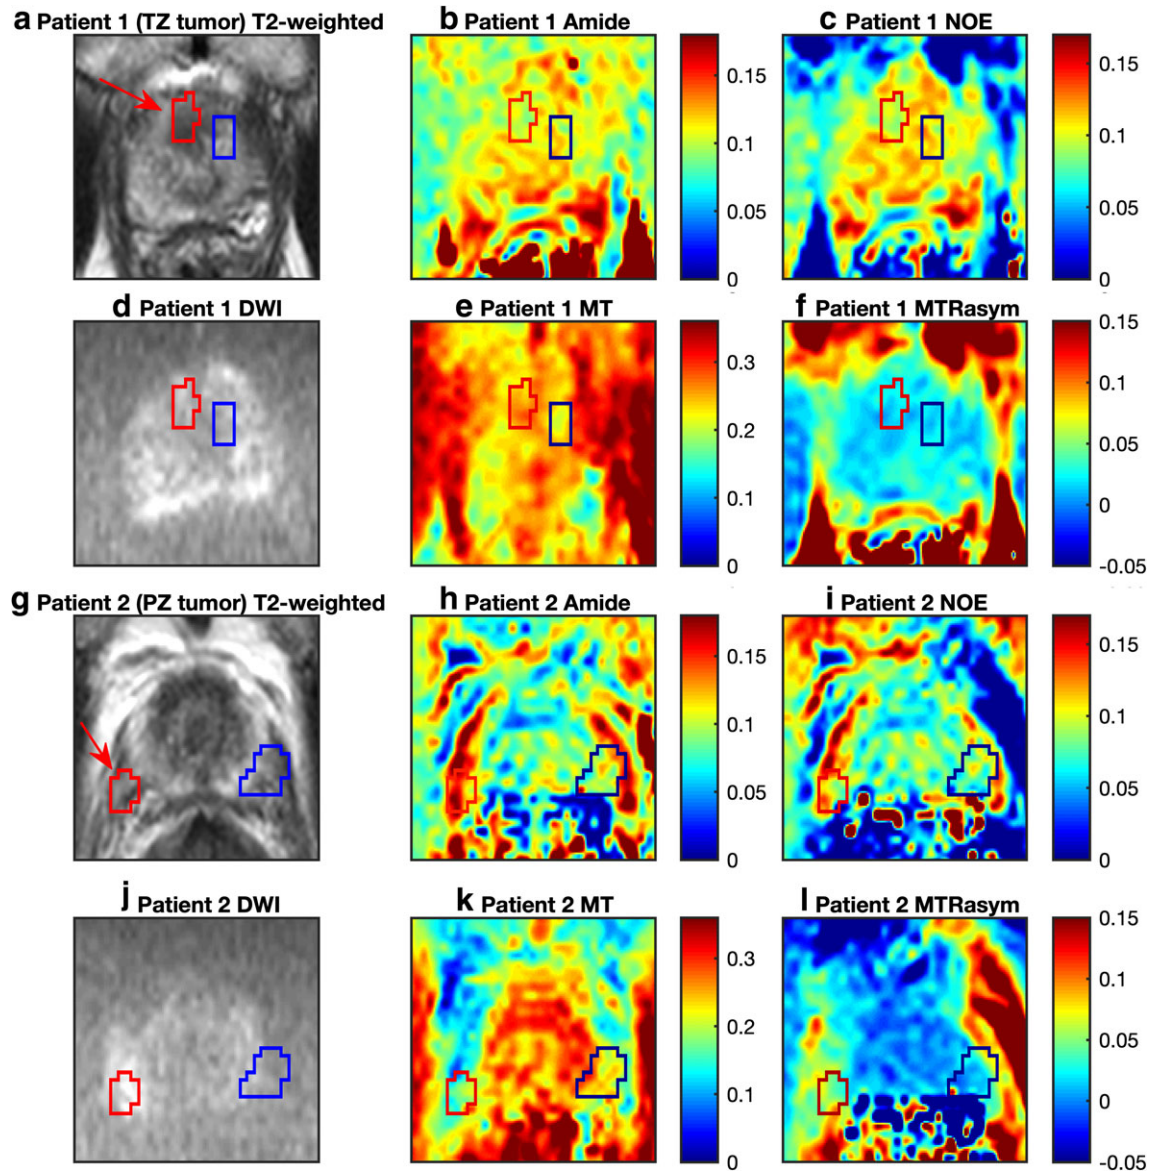 a Patient 1 (TZ tumor) T2-weighted
b Patient 1 Amide
0.15
0.1
0.05
0
c Patient 1 NOE
0.15
0.1
0.05
0
d Patient 1 DWI
e Patient 1 MT
0.3
0.2
0.1
0
f Patient 1 MTRasym
0.15
0.1
0.05
0
-0.05
g Patient 2 (PZ tumor) T2-weighted
h Patient 2 Amide
0.15
0.1
0.05
0
i Patient 2 NOE
0.15
0.1
0.05
0
j Patient 2 DWI
k Patient 2 MT
0.3
0.2
0.1
0
l Patient 2 MTRasym
0.15
0.1
0.05
0
-0.05